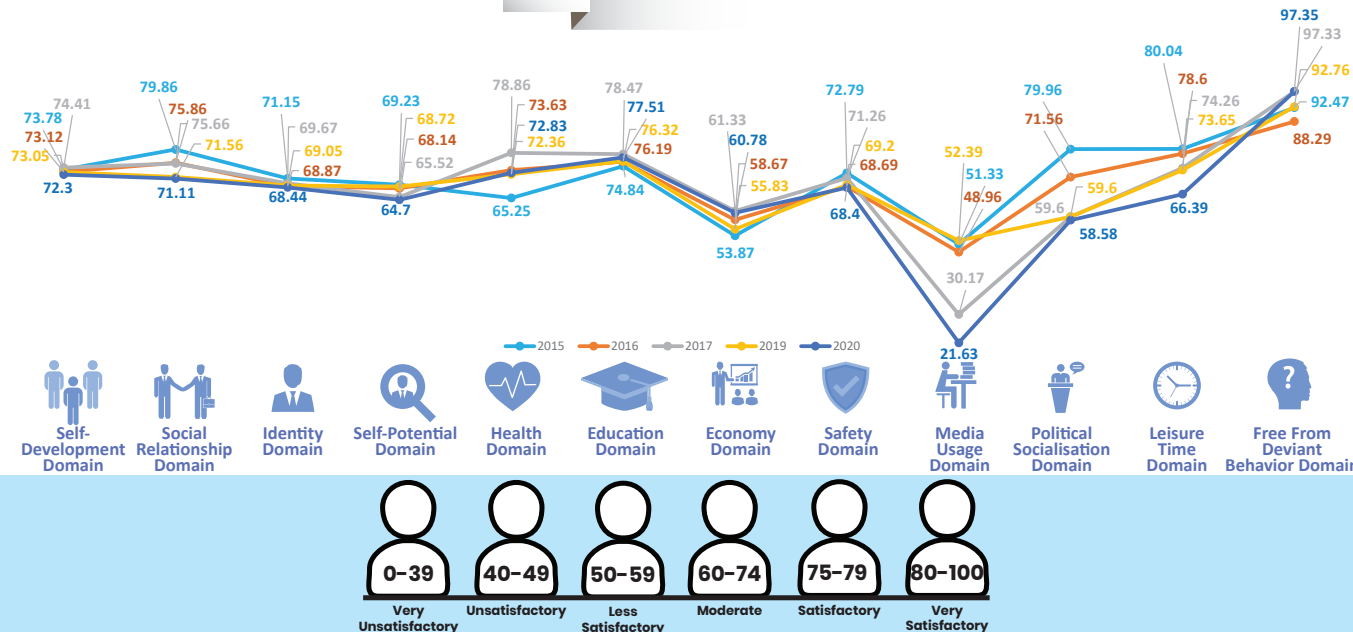 73.78
74.41
73.12
73.05
72.3
79.86
75.86
75.66
71.56
71.11
71.15
69.67
69.05
68.87
68.44
69.23
68.72
68.14
65.52
64.7
78.86
73.63
72.83
72.36
65.25
78.47
77.51
76.32
76.19
74.84
61.33
60.78
58.67
55.83
53.87
72.79
71.26
69.2
68.69
68.4
52.39
51.33
48.96
30.17
21.63
79.96
71.56
59.6
59.6
58.58
80.04
78.6
74.26
73.65
66.39
97.35
97.33
92.76
92.47
88.29
2015 2016 2017 2019 2020
Self-
Development
Domain
Social
Relationship
Domain
Identity
Domain
Self-Potential
Domain
Health
Domain
Education
Domain
Economy
Domain
Safety
Domain
Media
Usage
Domain
Political
Socialisation
Domain
Leisure
Time
Domain
?
Free From
Deviant
Behavior Domain
0-39
Very
Unsatisfactory
40-49
Unsatisfactory
50-59
Less
Satisfactory
60-74
Moderate
75-79
Satisfactory
80-100
Very
Satisfactory